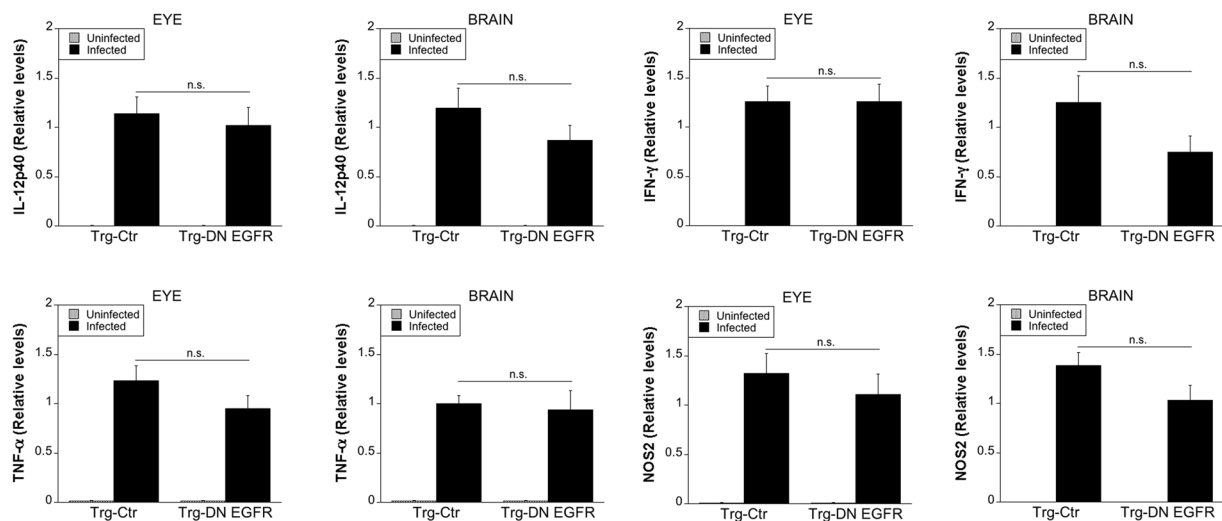 EYE
IL-12p40 (Relative levels)
2
1.5
1
0.5
0
Uninfected
Infected
n.s.
Trg-Ctr Trg-DN EGFR
BRAIN
IL-12p40 (Relative levels)
2
1.5
1
0.5
0
Uninfected
Infected
n.s.
Trg-Ctr Trg-DN EGFR
EYE
IFN-γ (Relative levels)
2
1.5
1
0.5
0
Uninfected
Infected
n.s.
Trg-Ctr Trg-DN EGFR
BRAIN
IFN-γ (Relative levels)
2
1.5
1
0.5
0
Uninfected
Infected
n.s.
Trg-Ctr Trg-DN EGFR
EYE
TNF-α (Relative levels)
2
1.5
1
0.5
0
Uninfected
Infected
n.s.
Trg-Ctr Trg-DN EGFR
BRAIN
TNF-α (Relative levels)
2
1.5
1
0.5
0
Uninfected
Infected
n.s.
Trg-Ctr Trg-DN EGFR
EYE
NOS2 (Relative levels)
2
1.5
1
0.5
0
Uninfected
Infected
n.s.
Trg-Ctr Trg-DN EGFR
BRAIN
NOS2 (Relative levels)
2
1.5
1
0.5
0
Uninfected
Infected
n.s.
Trg-Ctr Trg-DN EGFR